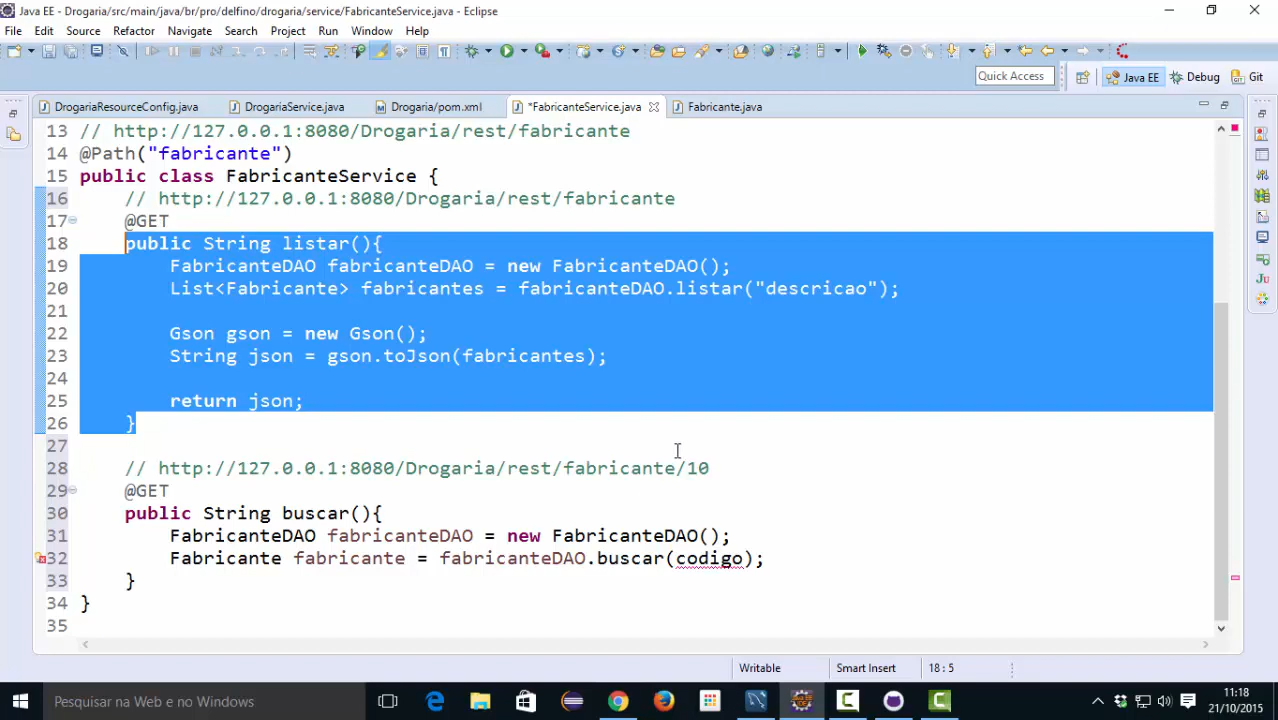 Java EE - Drogaria/src/main/java/br/pro/delfino/drogaria/service/FabricanteService.java - Eclipse
File Edit Source Refactor Navigate Search Project Run Window Help
Quick Access
Java EE
Debug
Git
DrogariaResourceConfig.java
DrogariaService.java
Drogaria/pom.xml
*FabricanteService.java
Fabricante.java
13 // http://127.0.0.1:8080/Drogaria/rest/fabricante
14 @Path("fabricante")
15 public class FabricanteService {
16 // http://127.0.0.1:8080/Drogaria/rest/fabricante
17 @GET
18 public String listar(){
19 FabricanteDAO fabricanteDAO = new FabricanteDAO();
20 List<Fabricante> fabricantes = fabricanteDAO.listar("descricao");
21
22 Gson gson = new Gson();
23 String json = gson.toJson(fabricantes);
24
25 return json;
26 }
27
28 // http://127.0.0.1:8080/Drogaria/rest/fabricante/10
29 @GET
30 public String buscar(){
31 FabricanteDAO fabricanteDAO = new FabricanteDAO();
32 Fabricante fabricante = fabricanteDAO.buscar(codigo);
33 }
34 }
35
Writable
Smart Insert
18 : 5
Pesquisar na Web e no Windows
11:18
21/10/2015